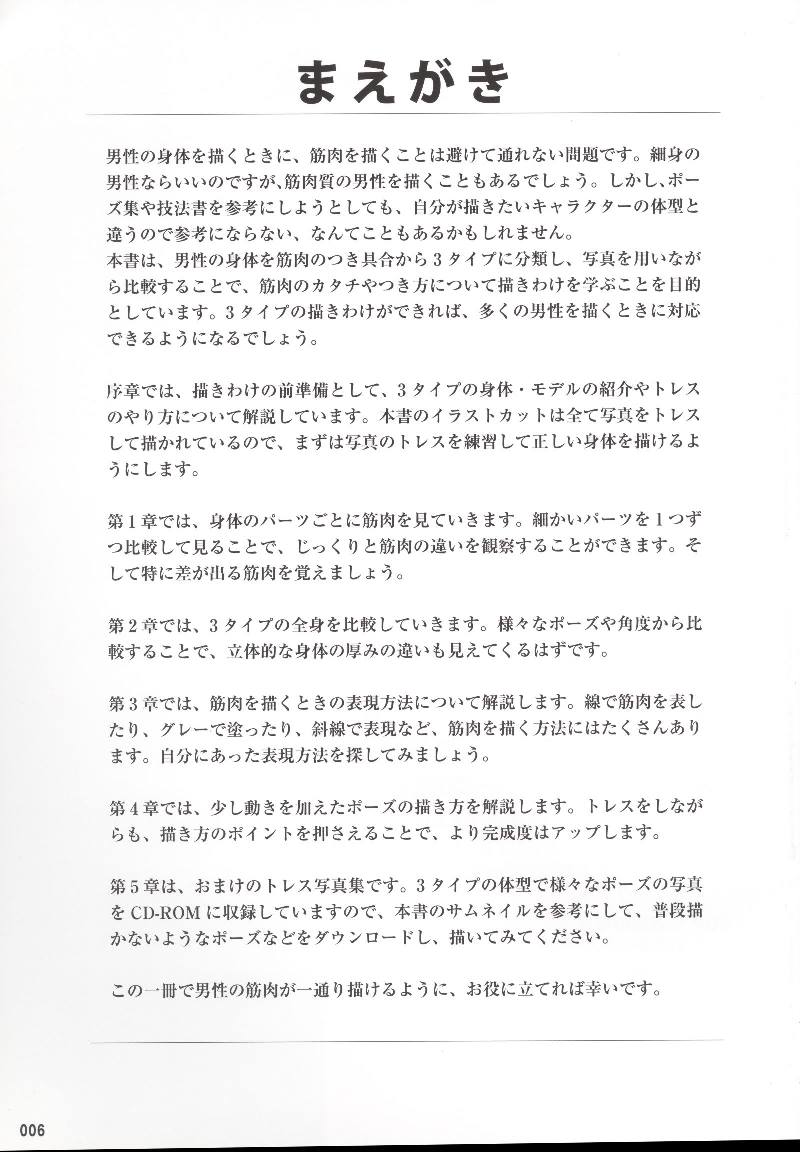 まえがき
男性の身体を描くときに、筋肉を描くことは避けて通れない問題です。細身の
男性ならいいのですが、筋肉質の男性を描くこともあるでしょう。しかし、ポー
ズ集や技法書を参考にしようとしても、自分が描きたいキャラクターの体型と
違うので参考にならない、なんてこともあるかもしれません。
本書は、男性の身体を筋肉のつき具合から3タイプに分類し、写真を用いなが
ら比較することで、筋肉のカタチやつき方について描きわけを学ぶことを目的
としています。3タイプの描きわけができれば、多くの男性を描くときに対応
できるようになるでしょう。
序章では、描きわけの前準備として、3タイプの身体・モデルの紹介やトレス
のやり方について解説しています。本書のイラストカットは全て写真をトレス
して描かれているので、まずは写真のトレスを練習して正しい身体を描けるよ
うにします。
第1章では、身体のパーツごとに筋肉を見ていきます。細かいパーツを1つず
つ比較して見ることで、じっくりと筋肉の違いを観察することができます。そ
して特に差が出る筋肉を覚えましょう。
第2章では、3タイプの全身を比較していきます。様々なポーズや角度から比
較することで、立体的な身体の厚みの違いも見えてくるはずです。
第3章では、筋肉を描くときの表現方法について解説します。線で筋肉を表し
たり、グレーで塗ったり、斜線で表現など、筋肉を描く方法にはたくさんあり
ます。自分にあった表現方法を探してみましょう。
第4章では、少し動きを加えたポーズの描き方を解説します。トレスをしなが
らも、描き方のポイントを押さえることで、より完成度はアップします。
第5章は、おまけのトレス写真集です。3タイプの体型で様々なポーズの写真
をCD-ROMに収録していますので、本書のサムネイルを参考にして、普段描
かないようなポーズなどをダウンロードし、描いてみてください。
この一冊で男性の筋肉が一通り描けるように、お役に立てれば幸いです。
006